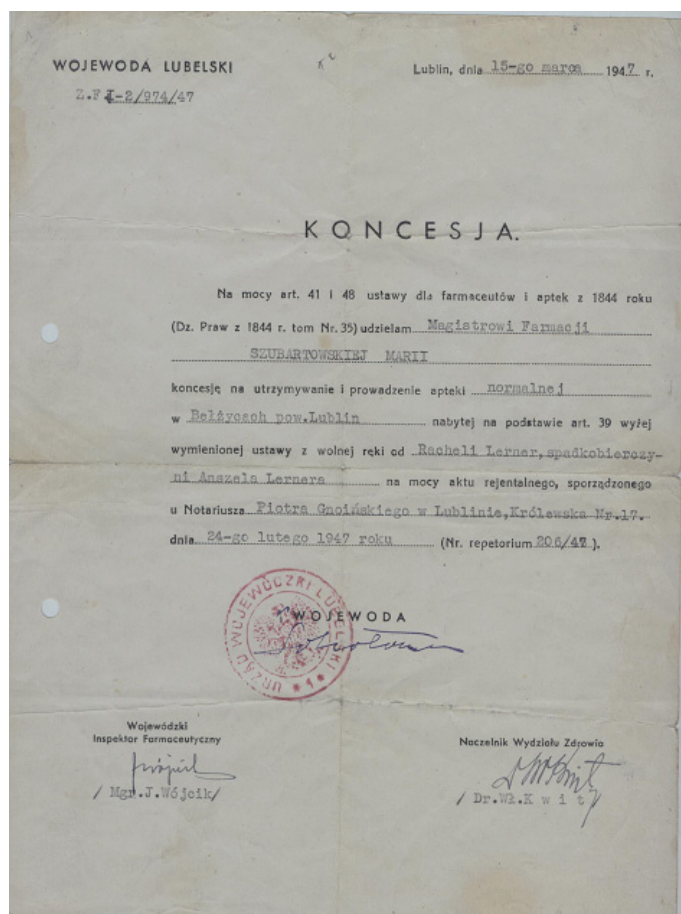 WOJEWODA LUBELSKI
Lublin, dnia 15-go marca 1947 r.
Z.F.I-2/974/47
KONCESJA.
Na mocy art. 41 i 48 ustawy dla farmaceutów i aptek z 1844 roku
(Dz. Praw z 1844 r. tom Nr. 35) udzielam Magistrowi Farmacji
SZUBARTOWSKIEJ MARII
koncesję na utrzymywanie i prowadzenie apteki normalnej
w Bełżycach pow.Lublin nabytej na podstawie art. 39 wyżej
wymienionej ustawy z wolnej ręki od Racheli Lerner,spadkobierczy-
ni Anszela Lernera na mocy aktu rejentalnego, sporządzonego
u Notariusza Piotra Gnoińskiego w Lublinie,Królewska Nr.17.
dnia 24-go lutego 1947 roku (Nr. repetorium 206/47 ).
WOJEWODA
URZĄD WOJEWÓDZKI LUBELSKI * 1 *
Wojewódzki
Inspektor Farmaceutyczny
/ Mgr.J.Wójcik/
Naczelnik Wydziału Zdrowia
/ Dr.Wł.K w i t /